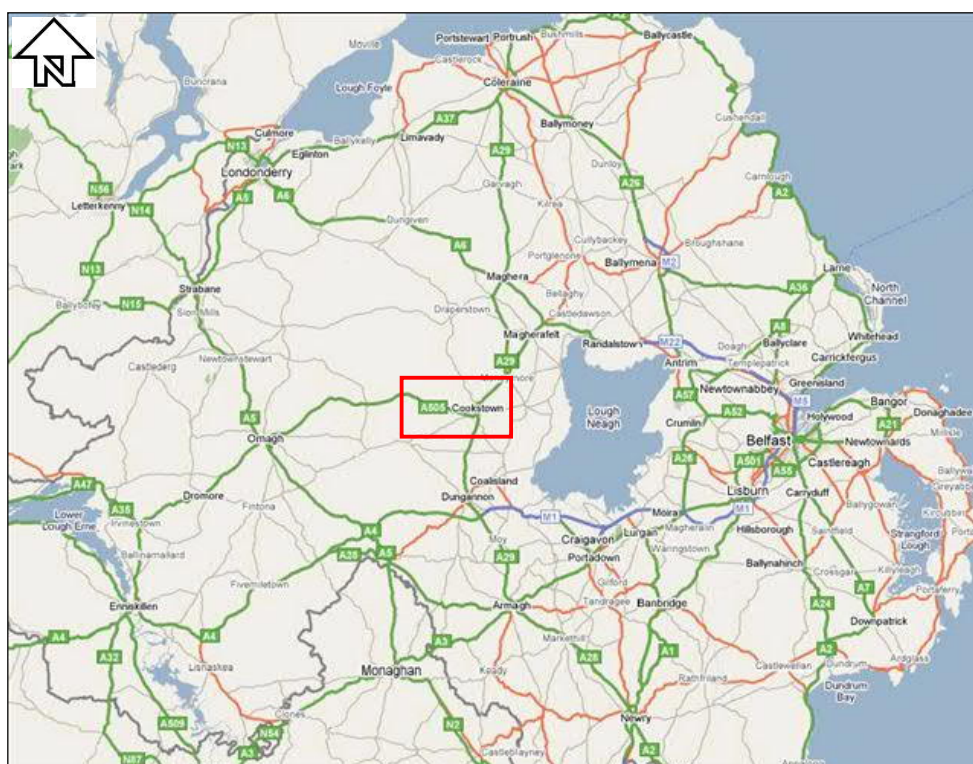 N
Moville
Portstewart
Portrush
Bushmills
A2
Ballycastle
Castlerock
Buncrana
Lough Foyle
Coleraine
Cushendall
Culmore
Ballykelly
Limavady
A37
Ballymoney
N13
Eglinton
A29
Dunloy
Londonderry
Garvagh
A26
Carnlough
N56
A5
A6
A2
Letterkenny
N14
Dungiven
Kilrea
Cullybackey
Broughshane
A6
Portglenone
Ballymena
M2
N13
Maghera
Larne
North
Channel
Strabane
Bellaghy
A36
Ballybofey
N15
Sion Mills
Draperstown
Castledawson
Magherafelt
A8
Doagh
Ballyclare
Whitehead
Randalstown
M22
Templepatrick
Carrickfergus
Newtownstewart
A29
Antrim
Castlederg
Newtownabbey
Greenisland
A505
Cookstown
Lough
Neagh
A57
M5
Bangor
A52
Holywood
Donaghadee
A5
Crumlin
A21
Omagh
Belfast
Newtownards
Millisle
A26
A501
Castlereagh
A55
Coalisland
Lisburn
Carryduff
A47
Dromore
Dungannon
Moira
M1
Ballygowan
Lower
Lough Erne
A35
Fintona
M1
Magheralin
Hillsborough
Saintfield
Strangford
Lough
Irvinestown
A4
Craigavon
Lurgan
Waringstown
Moy
Portadown
Ballynahinch
Ballinamallard
A28
A5
A29
Crossgar
Killyleagh
Fivemiletown
Gilford
Portaferry
Tandragee
Banbridge
A7
Enniskillen
Armagh
A24
Downpatrick
A4
A4
A3
Markethill
A1
A2
Ardglass
A32
Lisnaskea
Monaghan
Keady
A28
Castlewellan
Dundrum
Rathfriland
Dundrum
Bay
Clones
A509
N54
N2
Newry
A3
Castleblayney
A2
N87